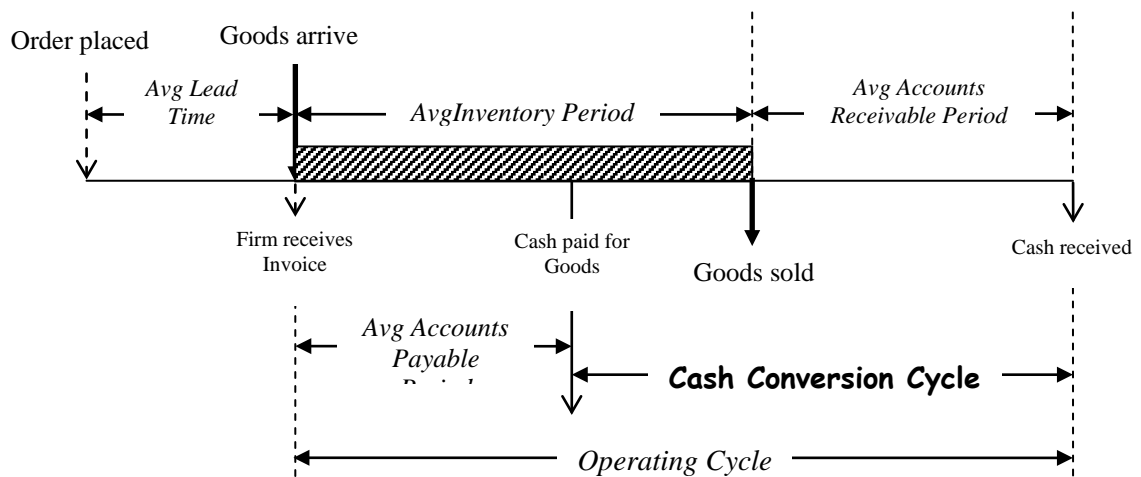 Order placed
Goods arrive
Avg Lead
Time
AvgInventory Period
Avg Accounts
Receivable Period
Firm receives
Invoice
Cash paid for
Goods
Goods sold
Cash received
Avg Accounts
Payable
Cash Conversion Cycle
Operating Cycle